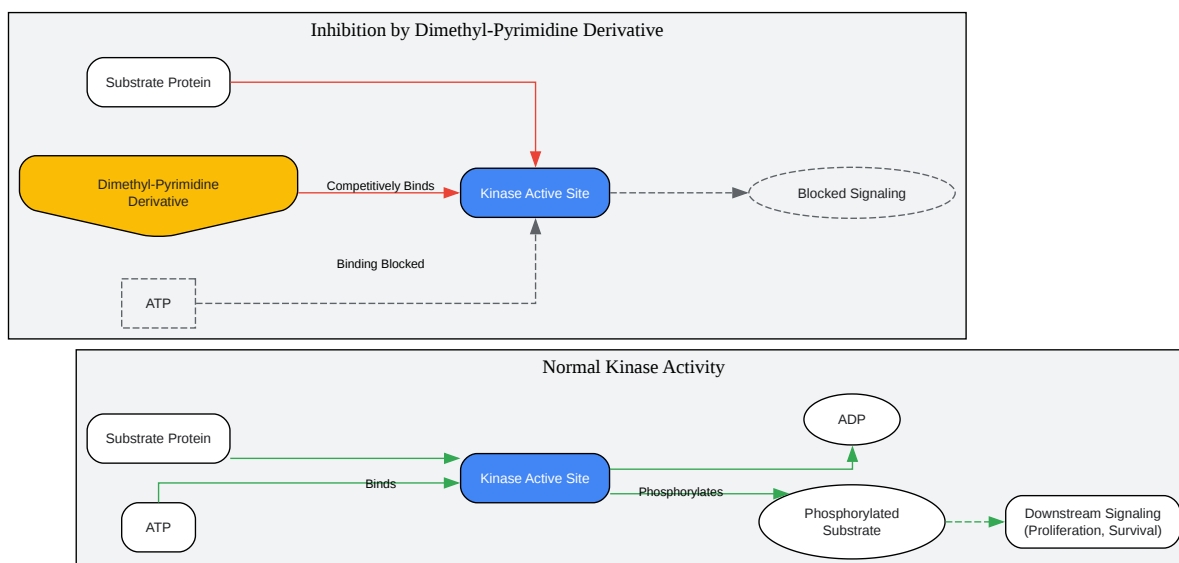 Inhibition by Dimethyl-Pyrimidine Derivative
Substrate Protein
Dimethyl-Pyrimidine
Derivative
Competitively Binds
Kinase Active Site
Blocked Signaling
Binding Blocked
ATP
Normal Kinase Activity
Substrate Protein
ATP
Binds
Kinase Active Site
ADP
Phosphorylates
Phosphorylated
Substrate
Downstream Signaling
(Proliferation, Survival)